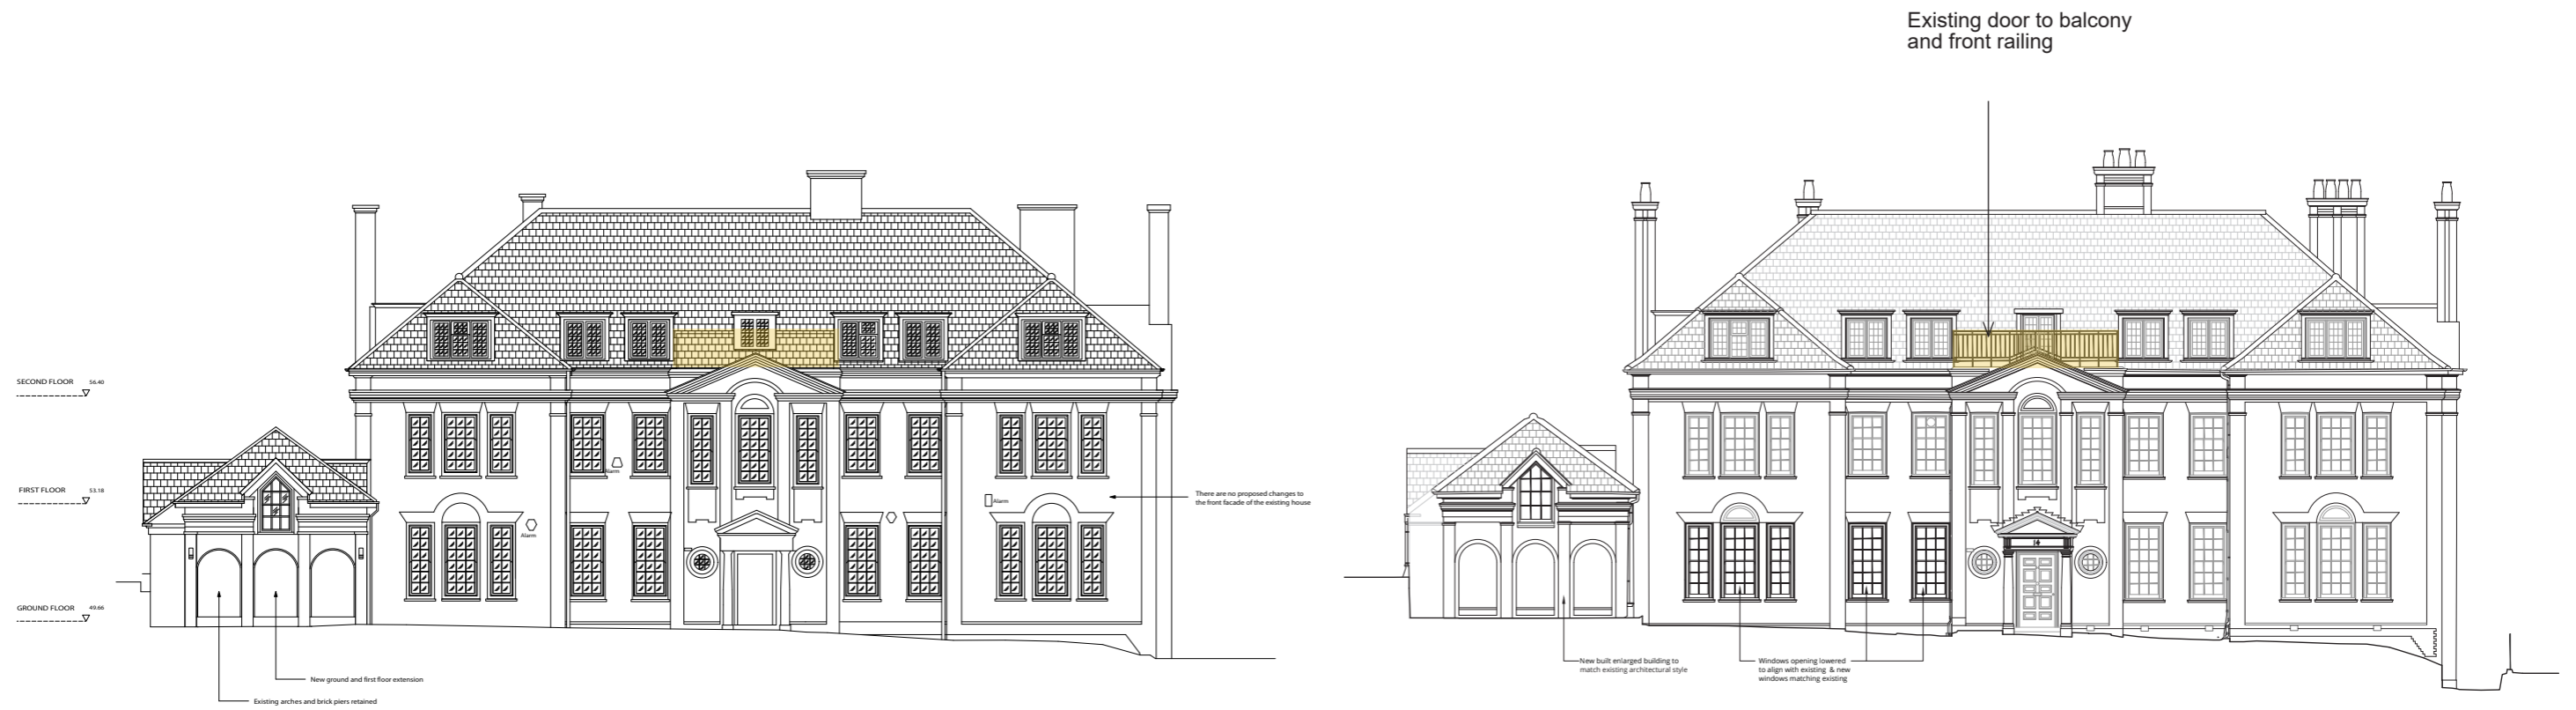 Existing door to balcony
and front railing
SECOND FLOOR 56.40
FIRST FLOOR 53.18
GROUND FLOOR 49.66
Alarm
Alarm
Alarm
There are no proposed changes to
the front facade of the existing house
New ground and first floor extension
Existing arches and brick piers retained
14
New built enlarged building to
match existing architectural style
Windows opening lowered
to align with existing & new
windows matching existing